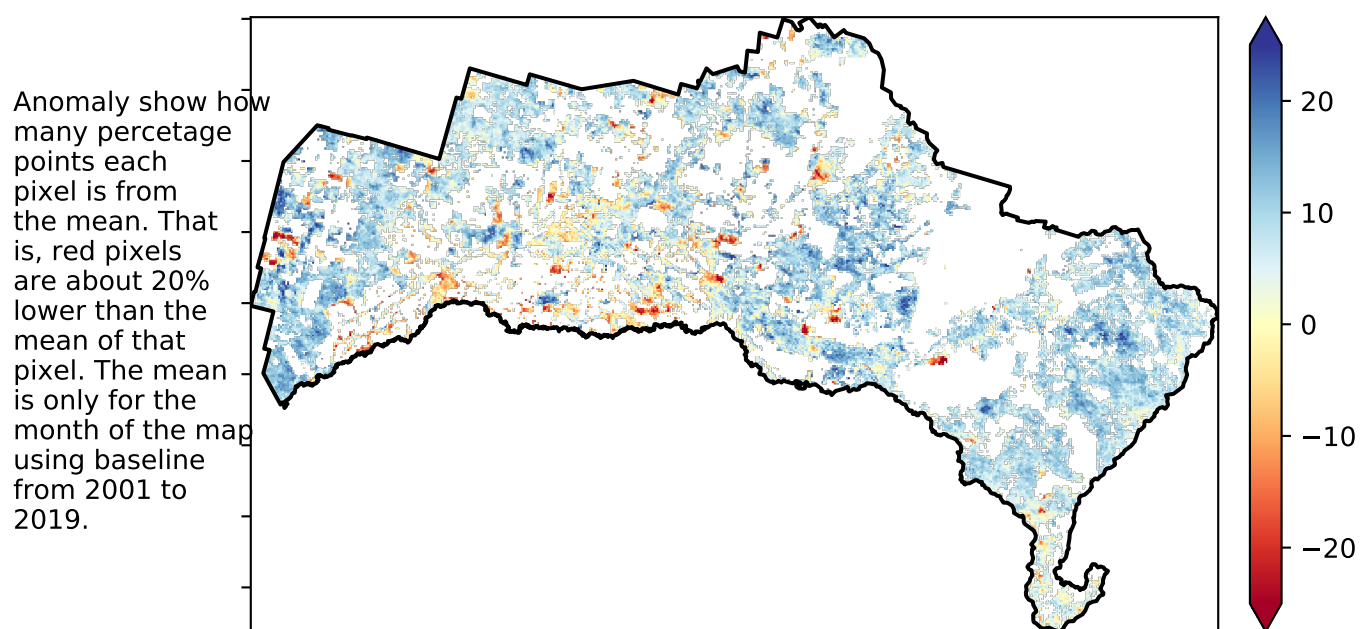 Anomaly show how
many percetage
points each
pixel is from
the mean. That
is, red pixels
are about 20%
lower than the
mean of that
pixel. The mean
is only for the
month of the map
using baseline
from 2001 to
2019.
20
10
0
−10
−20